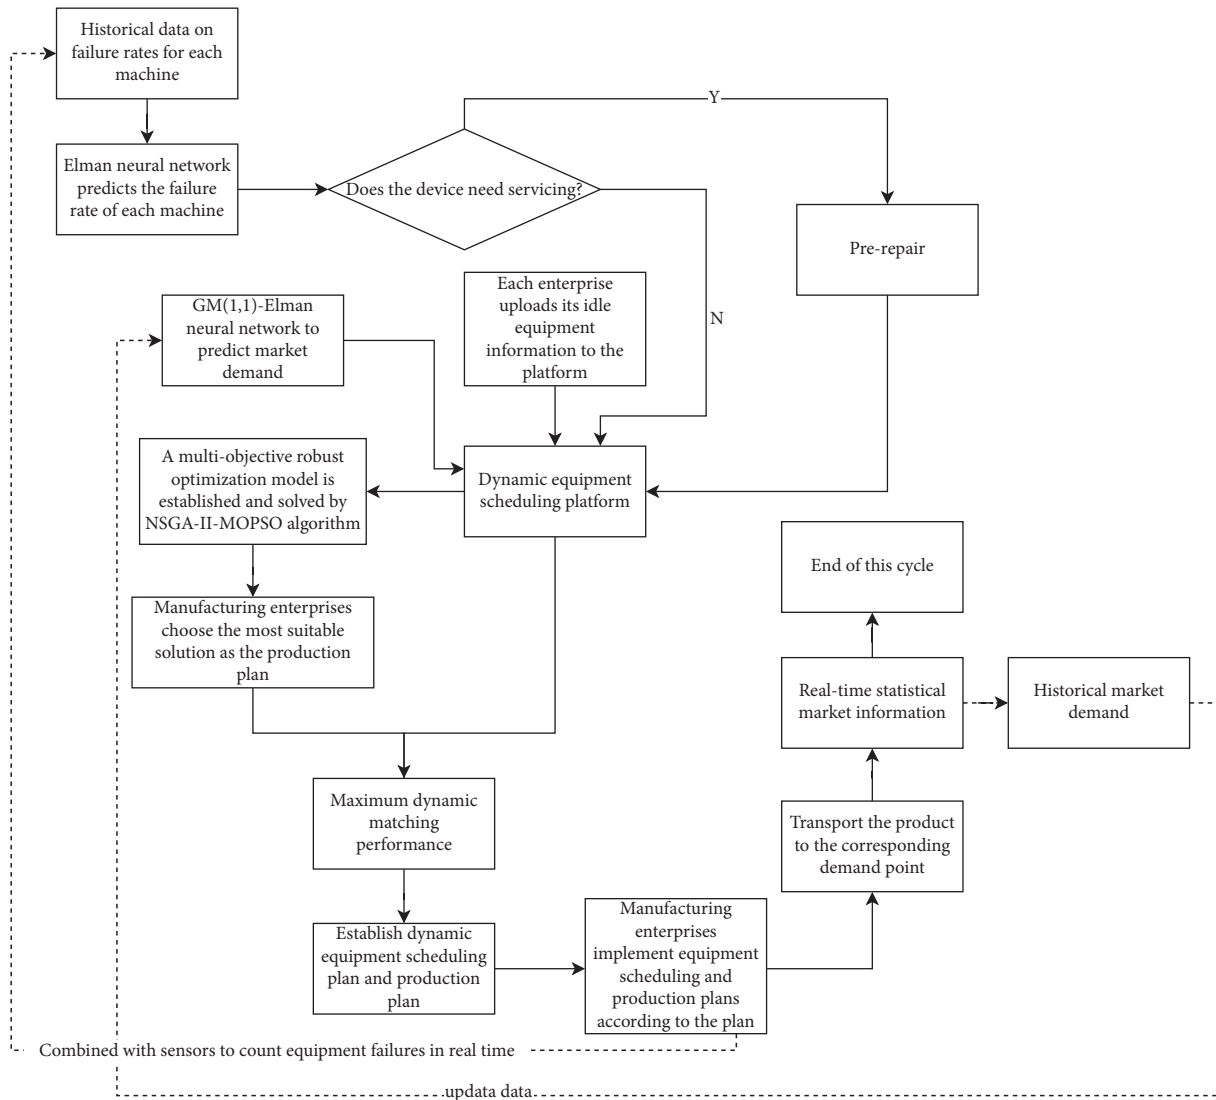 Historical data on
failure rates for each
machine
Elman neural network
predicts the failure
rate of each machine
Does the device need servicing?
Y
N
Pre-repair
GM(1,1)-Elman
neural network to
predict market
demand
Each enterprise
uploads its idle
equipment
information to the
platform
A multi-objective robust
optimization model is
established and solved by
NSGA-II-MOPSO algorithm
Dynamic equipment
scheduling platform
Manufacturing enterprises
choose the most suitable
solution as the production
plan
End of this cycle
Real-time statistical
market information
Historical market
demand
Maximum dynamic
matching
performance
Transport the product
to the corresponding
demand point
Establish dynamic
equipment scheduling
plan and production
plan
Manufacturing
enterprises
implement equipment
scheduling and
production plans
according to the plan
Combined with sensors to count equipment failures in real time
updata data